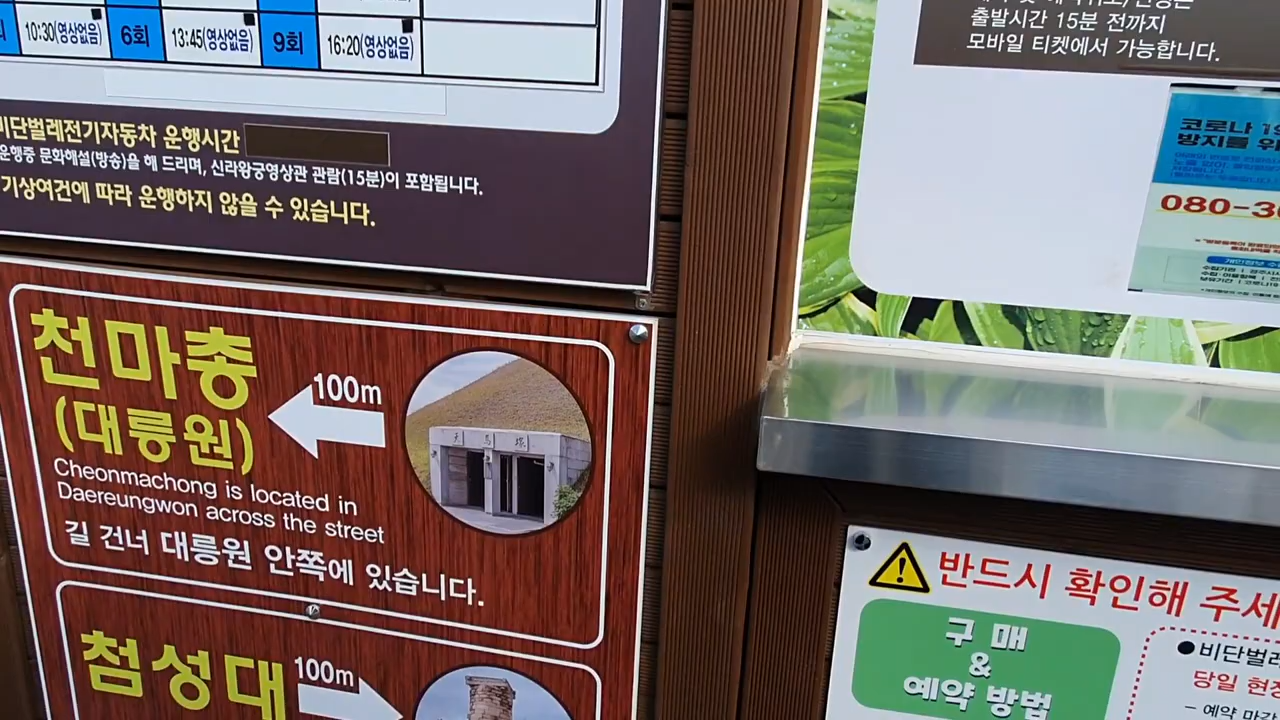 10:30(영상없음) 6회 13:45(영상없음) 9회 16:20(영상없음)
비단벌레전기자동차 운행시간
운행중 문화해설(방송)을 해 드리며, 신라왕궁영상관 관람(15분)이 포함됩니다.
기상여건에 따라 운행하지 않을 수 있습니다.
천마총
(대릉원)
100m
Cheonmachong is located in
Daereungwon across the street
길 건너 대릉원 안쪽에 있습니다.
첨성대
100m
출발시간 15분 전까지
모바일 티켓에서 가능합니다.
코로나 19
방지를 위
080-3
반드시 확인해 주세
구 매
&
예약 방법
●비단벌레
당일 현장
- 예약 마감